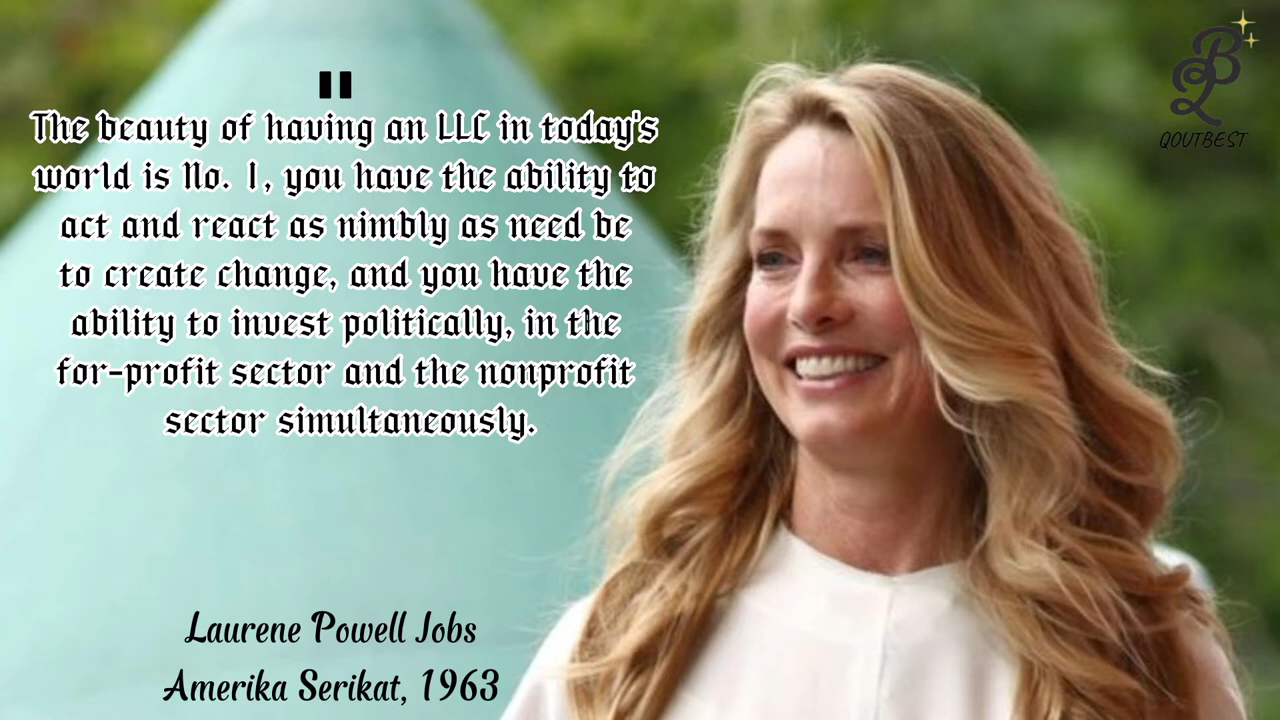 "
The beauty of having an LLC in today's
world is No. 1, you have the ability to
act and react as nimbly as need be
to create change, and you have the
ability to invest politically, in the
for-profit sector and the nonprofit
sector simultaneously.
Laurene Powell Jobs
Amerika Serikat, 1963
QB
QOUTBEST